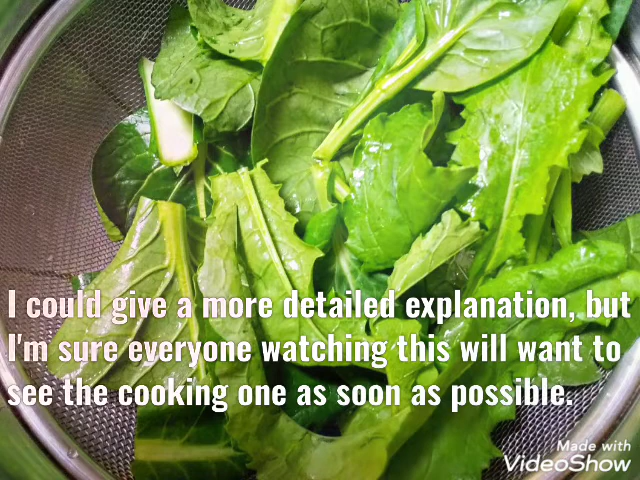 I could give a more detailed explanation, but
I'm sure everyone watching this will want to
see the cooking one as soon as possible.
Made with
VideoShow